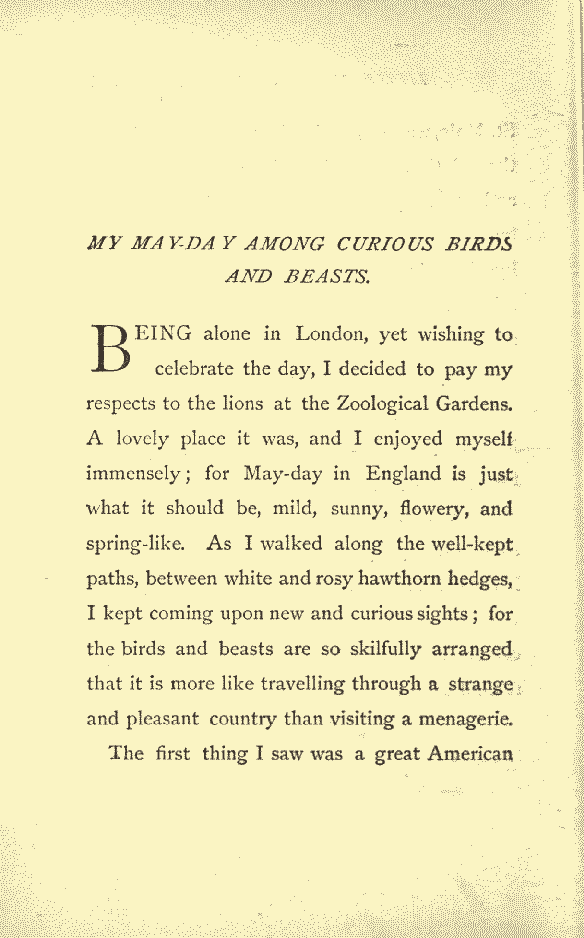 MY MAY-DAY AMONG CURIOUS BIRDS
AND BEASTS.
BEING alone in London, yet wishing to
celebrate the day, I decided to pay my
respects to the lions at the Zoological Gardens.
A lovely place it was, and I enjoyed myself
immensely; for May-day in England is just
what it should be, mild, sunny, flowery, and
spring-like. As I walked along the well-kept
paths, between white and rosy hawthorn hedges,
I kept coming upon new and curious sights; for
the birds and beasts are so skilfully arranged
that it is more like travelling through a strange
and pleasant country than visiting a menagerie.
The first thing I saw was a great American